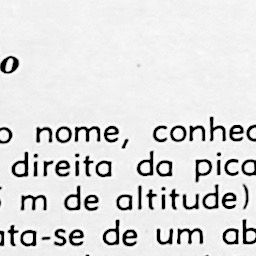 o
o nome, conhec
direita da pica
m de altitude)
ata-se de um ab